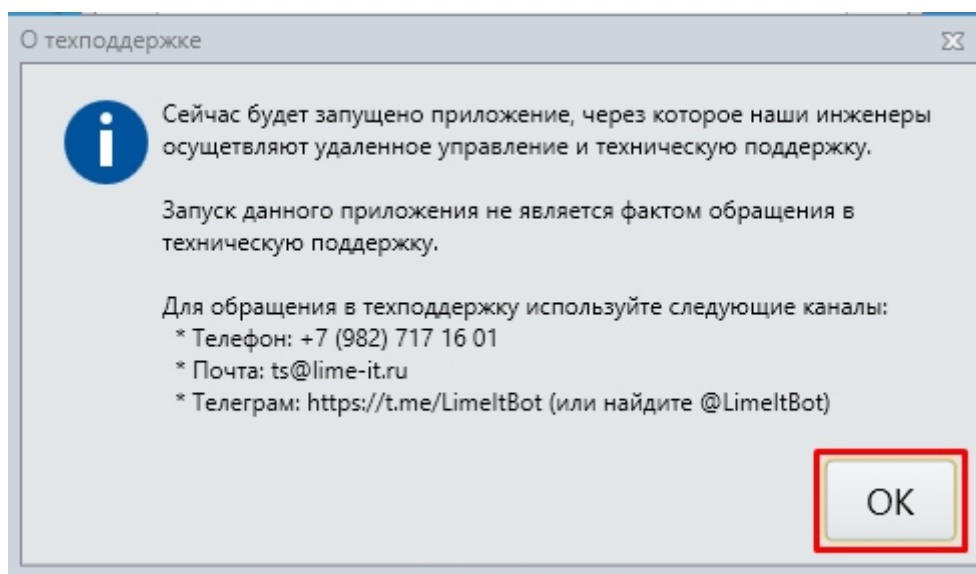 О техподдержке
Сейчас будет запущено приложение, через которое наши инженеры
осущетвляют удаленное управление и техническую поддержку.
Запуск данного приложения не является фактом обращения в
техническую поддержку.
Для обращения в техподдержку используйте следующие каналы:
* Телефон: +7 (982) 717 16 01
* Почта: ts@lime-it.ru
* Телеграм: https://t.me/LimeItBot (или найдите @LimeItBot)
OK